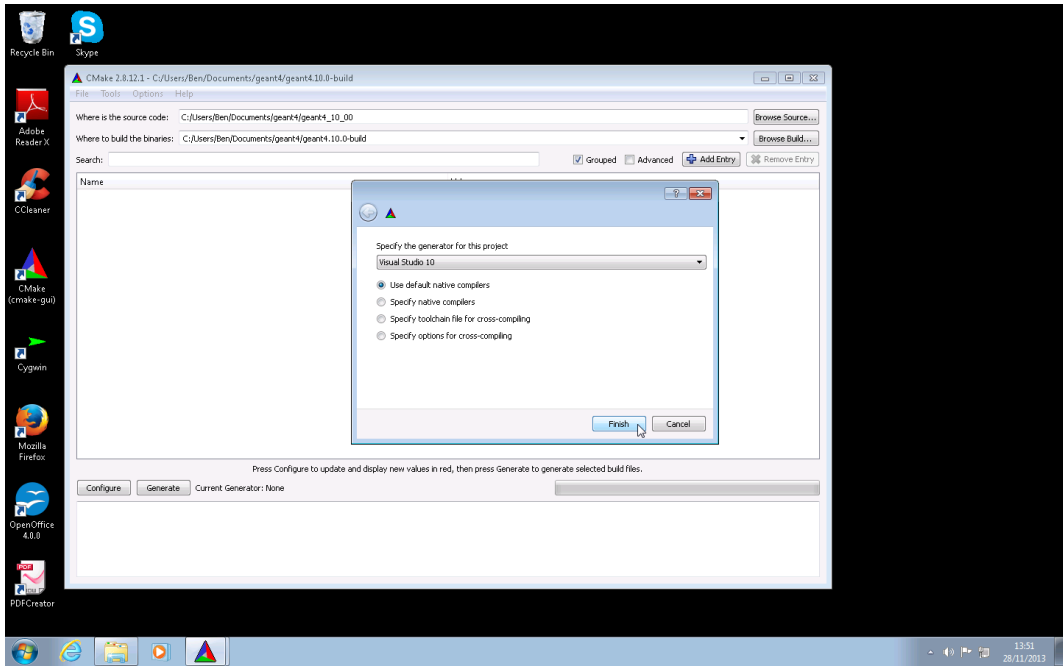 Recycle Bin
Skype
Adobe
Reader X
CCleaner
CMake
(cmake-gui)
Cygwin
Mozilla
Firefox
OpenOffice
4.0.0
PDF
PDFCreator
CMake 2.8.12.1 - C:/Users/Ben/Documents/geant4/geant4.10.0-build
File Tools Options Help
Where is the source code: C:/Users/Ben/Documents/geant4/geant4_10_00 Browse Source...
Where to build the binaries: C:/Users/Ben/Documents/geant4/geant4.10.0-build Browse Build...
Search: Grouped Advanced Add Entry Remove Entry
Name
Specify the generator for this project
Visual Studio 10
Use default native compilers
Specify native compilers
Specify toolchain file for cross-compiling
Specify options for cross-compiling
Finish Cancel
Press Configure to update and display new values in red, then press Generate to generate selected build files.
Configure Generate Current Generator: None
13:51
28/11/2013